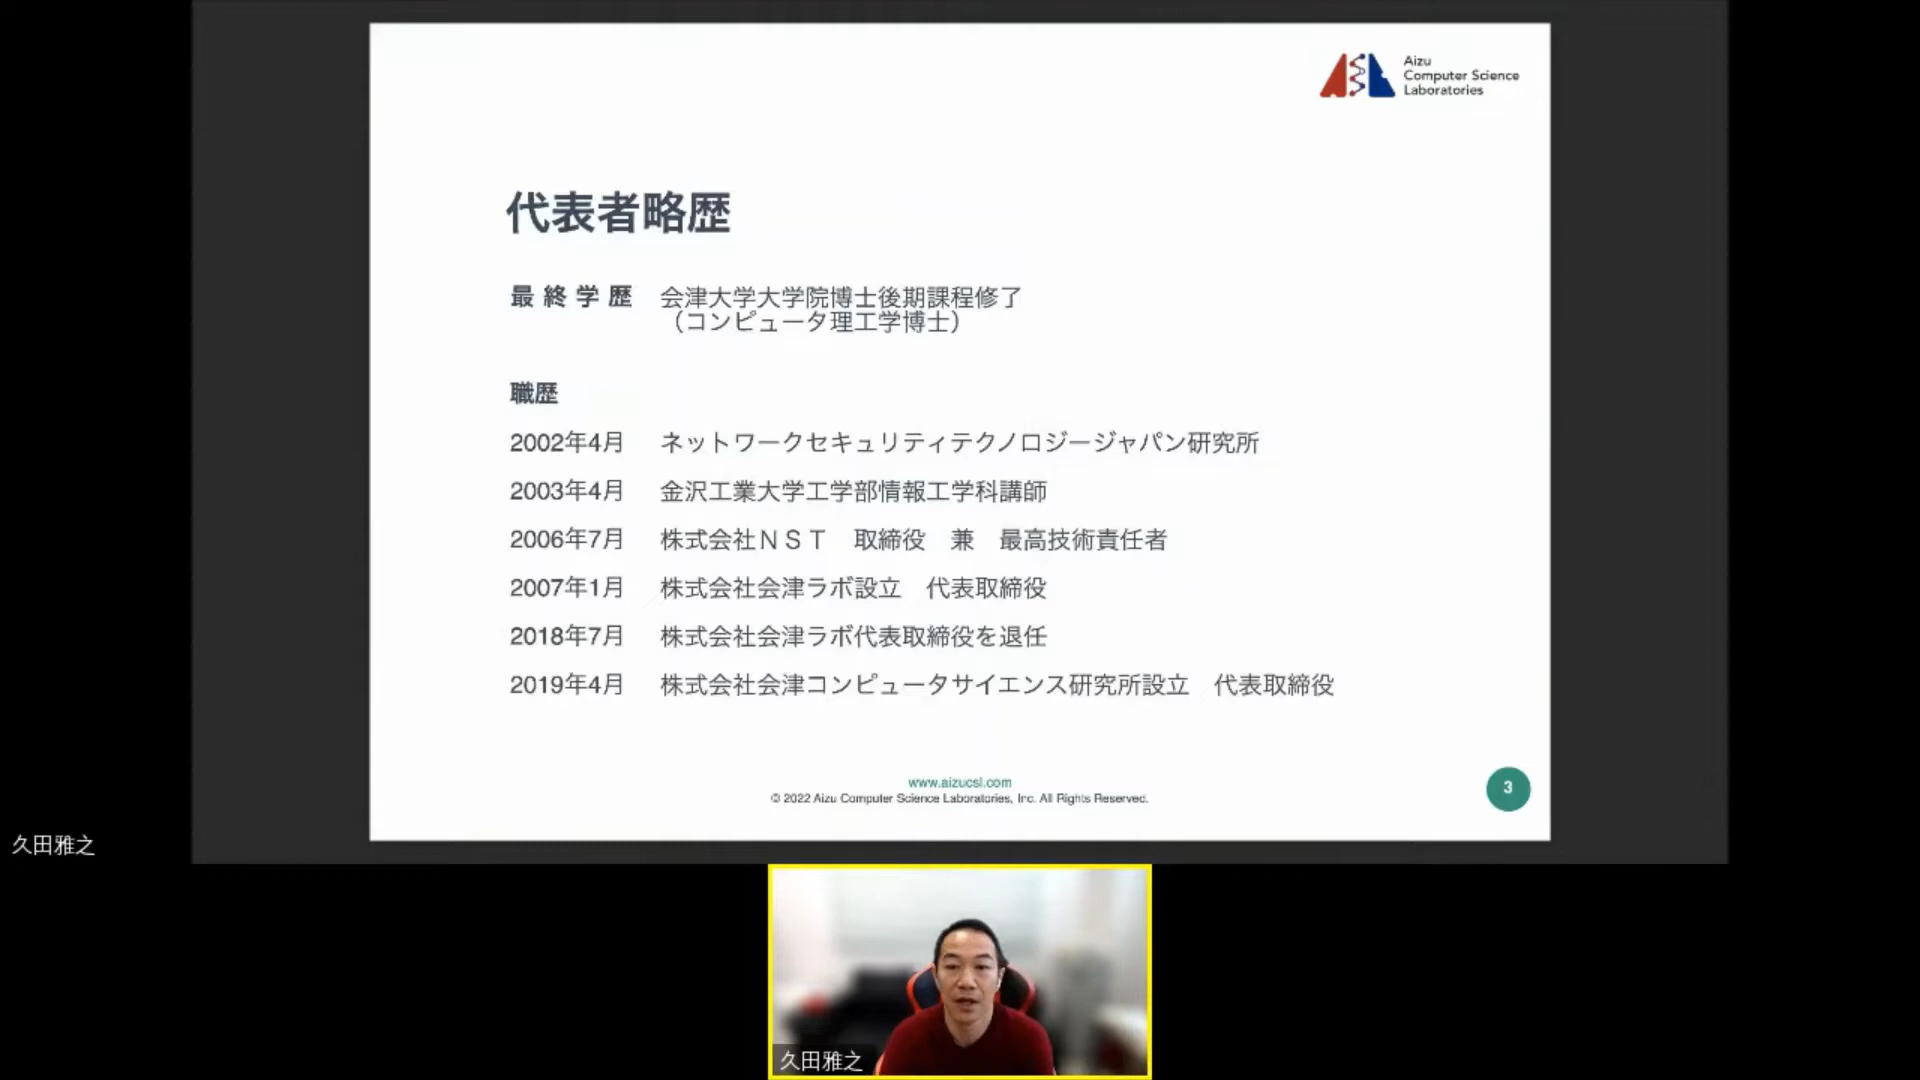 Aizu
Computer Science
Laboratories
代表者略歴
最終学歴 会津大学大学院博士後期課程修了
（コンピュータ理工学博士）
職歴
2002年4月 ネットワークセキュリティテクノロジージャパン研究所
2003年4月 金沢工業大学工学部情報工学科講師
2006年7月 株式会社ＮＳＴ　取締役　兼　最高技術責任者
2007年1月 株式会社会津ラボ設立　代表取締役
2018年7月 株式会社会津ラボ代表取締役を退任
2019年4月 株式会社会津コンピュータサイエンス研究所設立　代表取締役
www.aizucsl.com
© 2022 Aizu Computer Science Laboratories, Inc. All Rights Reserved.
3
久田雅之
久田雅之